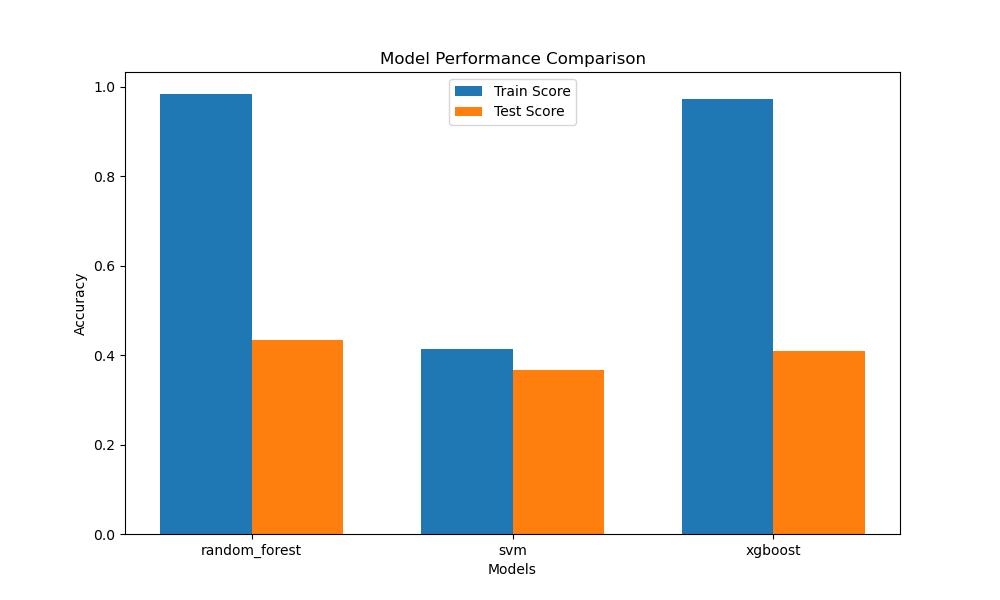 Model Performance Comparison
Train Score
Test Score
1.0
0.8
0.6
0.4
0.2
0.0
Accuracy
random_forest
svm
xgboost
Models